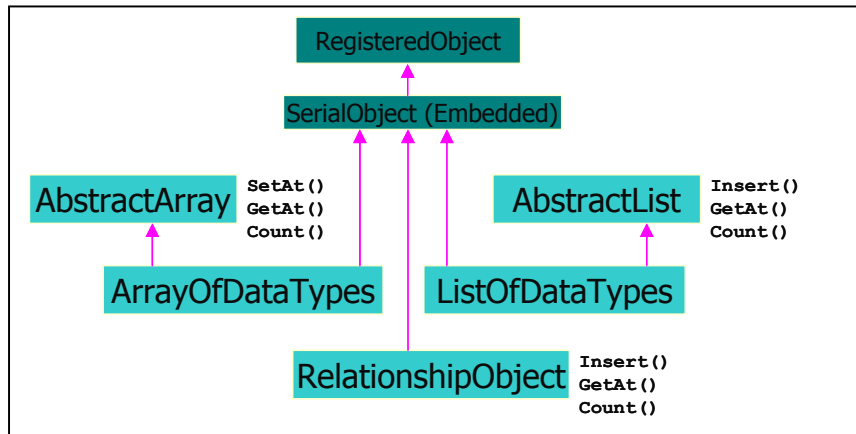 RegisteredObject
SerialObject (Embedded)
AbstractArray
SetAt()
GetAt()
Count()
AbstractList
Insert()
GetAt()
Count()
ArrayOfDataTypes
ListOfDataTypes
RelationshipObject
Insert()
GetAt()
Count()